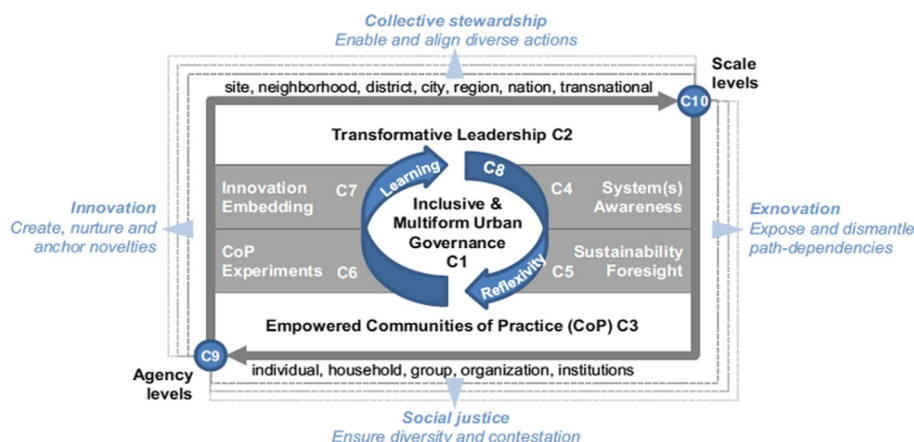 Collective stewardship
Enable and align diverse actions
Scale
levels
site, neighborhood, district, city, region, nation, transnational
C10
Transformative Leadership C2
Learning
C8
Innovation
Embedding
C7
C4
System(s)
Awareness
Inclusive &
Multiform Urban
Governance
C1
Innovation
Create, nurture and
anchor novelties
Exnovation
Expose and dismantle
path-dependencies
CoP
Experiments
C6
C5
Sustainability
Foresight
Reflexivity
Empowered Communities of Practice (CoP) C3
C9
individual, household, group, organization, institutions
Agency
levels
Social justice
Ensure diversity and contestation